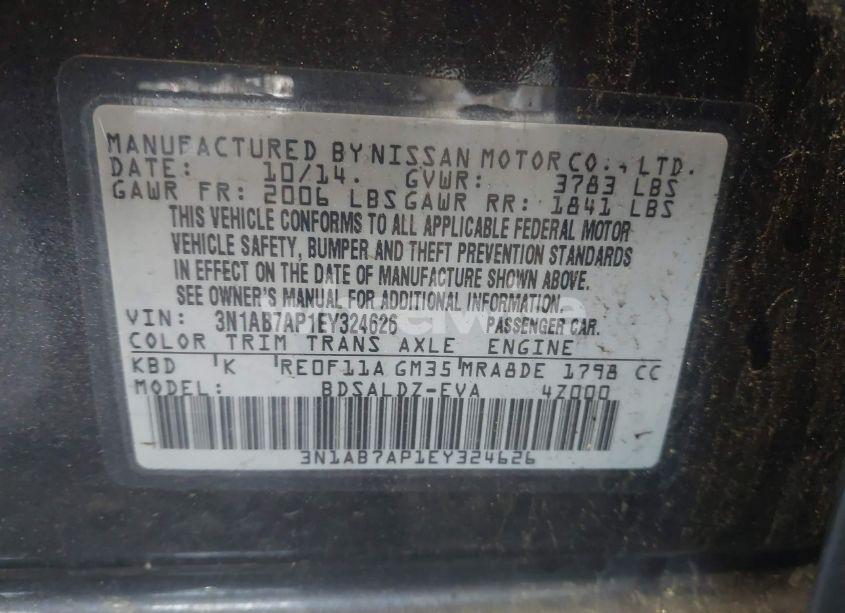 MANUFACTURED BY NISSAN MOTOR CO., LTD.
DATE: 10/14. GVWR: 3783 LBS
GAWR FR: 2006 LBS GAWR RR: 1841 LBS
THIS VEHICLE CONFORMS TO ALL APPLICABLE FEDERAL MOTOR
VEHICLE SAFETY, BUMPER AND THEFT PREVENTION STANDARDS
IN EFFECT ON THE DATE OF MANUFACTURE SHOWN ABOVE.
SEE OWNER'S MANUAL FOR ADDITIONAL INFORMATION.
VIN: 3N1AB7AP1EY324626 PASSENGER CAR.
COLOR TRIM TRANS AXLE ENGINE
KBD K RE0F11A GM35 MRA8DE 1798 CC
MODEL: BDSALDZ-EVA 4Z000
3N1AB7AP1EY324626